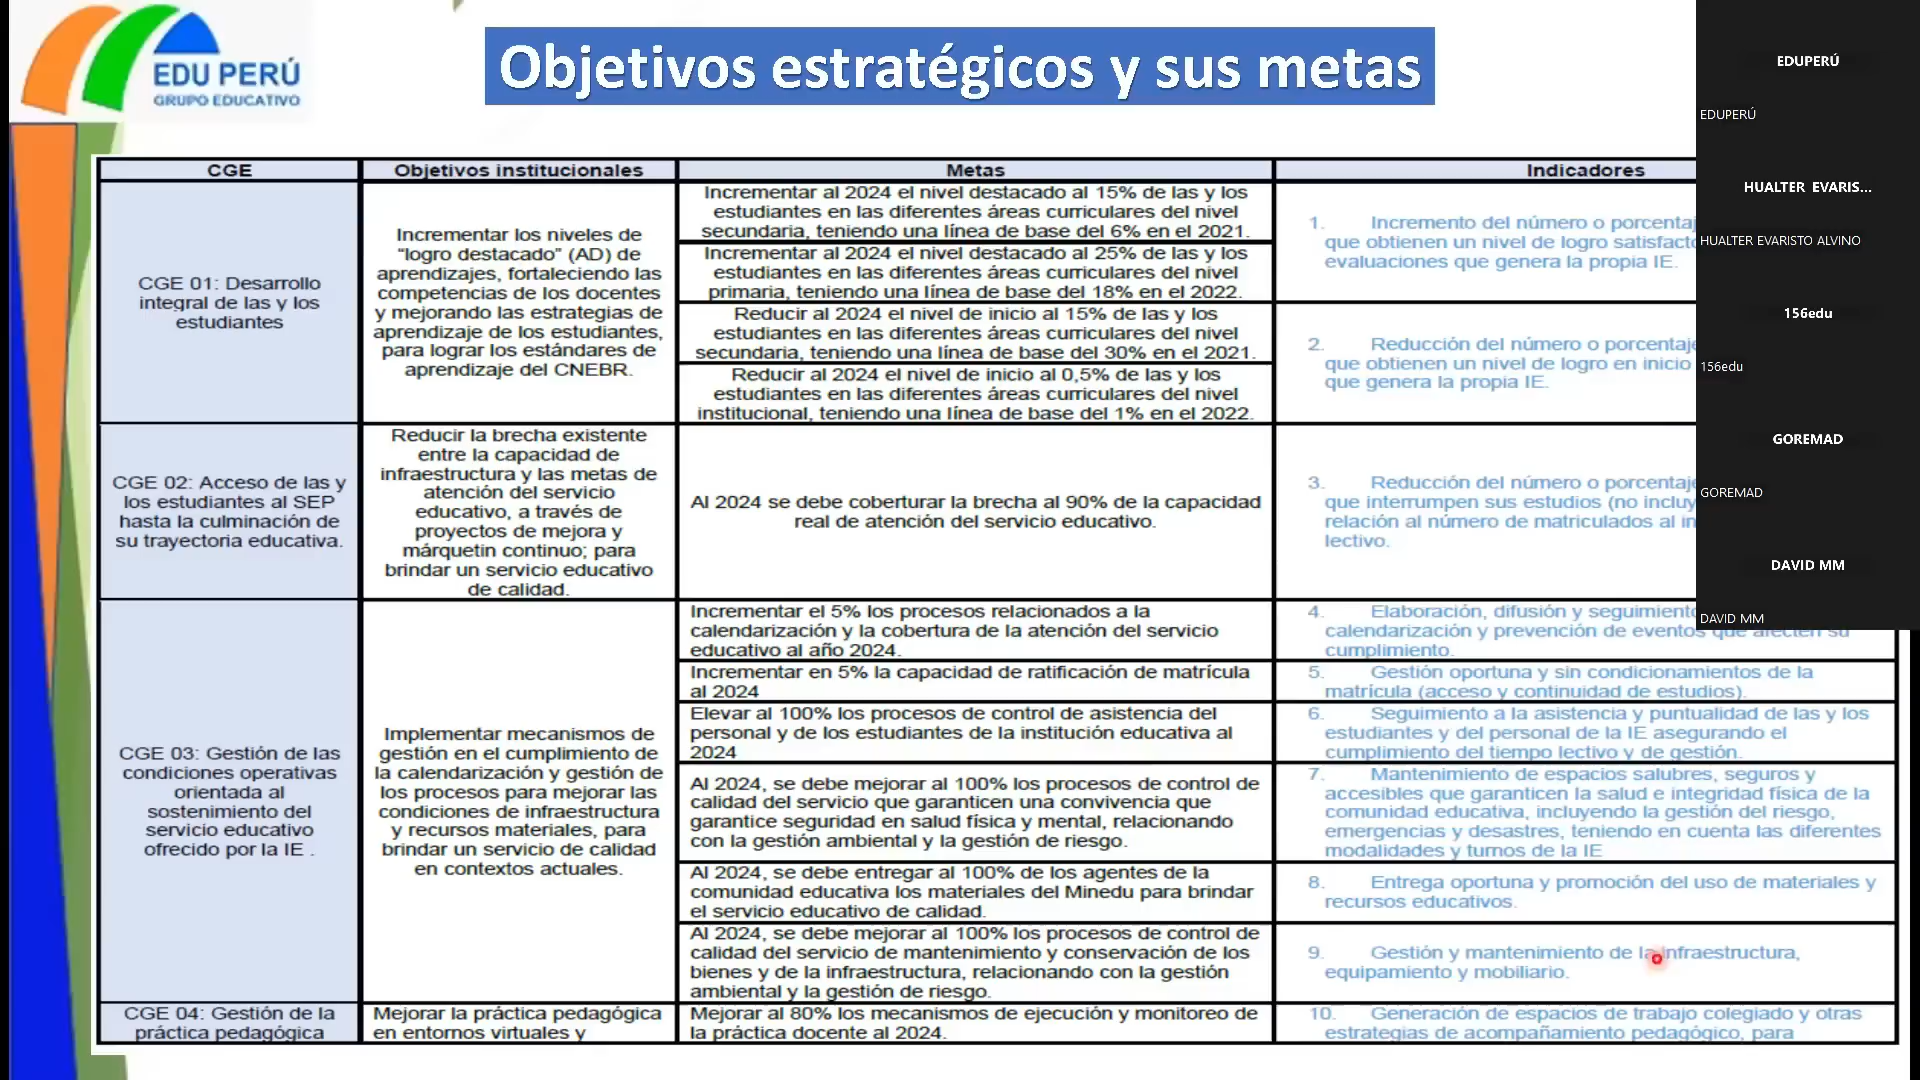 EDU PERÚ
GRUPO EDUCATIVO
Objetivos estratégicos y sus metas
CGE
Objetivos institucionales
Metas
Indicadores
CGE 01: Desarrollo
integral de las y los
estudiantes
Incrementar los niveles de
“logro destacado” (AD) de
aprendizajes, fortaleciendo las
competencias de los docentes
y mejorando las estrategias de
aprendizaje de los estudiantes,
para lograr los estándares de
aprendizaje del CNEBR.
Incrementar al 2024 el nivel destacado al 15% de las y los
estudiantes en las diferentes áreas curriculares del nivel
secundaria, teniendo una línea de base del 6% en el 2021.
Incrementar al 2024 el nivel destacado al 25% de las y los
estudiantes en las diferentes áreas curriculares del nivel
primaria, teniendo una línea de base del 18% en el 2022.
Reducir al 2024 el nivel de inicio al 15% de las y los
estudiantes en las diferentes áreas curriculares del nivel
secundaria, teniendo una línea de base del 30% en el 2021.
Reducir al 2024 el nivel de inicio al 0,5% de las y los
estudiantes en las diferentes áreas curriculares del nivel
institucional, teniendo una línea de base del 1% en el 2022.
1. Incremento del número o
que obtienen un nivel de logro
evaluaciones que genera la propia IE.
2. Reducción del número o
que obtienen un nivel de logro en inicio
que genera la propia IE.
CGE 02: Acceso de las y
los estudiantes al SEP
hasta la culminación de
su trayectoria educativa.
Reducir la brecha existente
entre la capacidad de
infraestructura y las metas de
atención del servicio
educativo, a través de
proyectos de mejora y
márquetin continuo; para
brindar un servicio educativo
de calidad.
Al 2024 se debe coberturar la brecha al 90% de la capacidad
real de atención del servicio educativo.
3. Reducción del número o
que interrumpen sus estudios (no
relación al número de matriculados al
lectivo.
CGE 03: Gestión de las
condiciones operativas
orientada al
sostenimiento del
servicio educativo
ofrecido por la IE .
Implementar mecanismos de
gestión en el cumplimiento de
la calendarización y gestión de
los procesos para mejorar las
condiciones de infraestructura
y recursos materiales, para
brindar un servicio de calidad
en contextos actuales.
Incrementar el 5% los procesos relacionados a la
calendarización y la cobertura de la atención del servicio
educativo al año 2024.
Incrementar en 5% la capacidad de ratificación de matrícula
al 2024
Elevar al 100% los procesos de control de asistencia del
personal y de los estudiantes de la institución educativa al
2024
Al 2024, se debe mejorar al 100% los procesos de control de
calidad del servicio que garanticen una convivencia que
garantice seguridad en salud física y mental, relacionando
con la gestión ambiental y la gestión de riesgo.
Al 2024, se debe entregar al 100% de los agentes de la
comunidad educativa los materiales del Minedu para brindar
el servicio educativo de calidad.
Al 2024, se debe mejorar al 100% los procesos de control de
calidad del servicio de mantenimiento y conservación de los
bienes y de la infraestructura, relacionando con la gestión
ambiental y la gestión de riesgo.
4. Elaboración, difusión y
calendarización y prevención de eventos que afecten su
cumplimiento.
5. Gestión oportuna y sin condicionamientos de la
matrícula (acceso y continuidad de estudios).
6. Seguimiento a la asistencia y puntualidad de las y los
estudiantes y del personal de la IE asegurando el
cumplimiento del tiempo lectivo y de gestión.
7. Mantenimiento de espacios salubres, seguros y
accesibles que garanticen la salud e integridad física de la
comunidad educativa, incluyendo la gestión del riesgo,
emergencias y desastres, teniendo en cuenta las diferentes
modalidades y turnos de la IE
8. Entrega oportuna y promoción del uso de materiales y
recursos educativos.
9. Gestión y mantenimiento de la infraestructura,
equipamiento y mobiliario.
CGE 04: Gestión de la
práctica pedagógica
Mejorar la práctica pedagógica
en entornos virtuales y
Mejorar al 80% los mecanismos de ejecución y monitoreo de
la práctica docente al 2024.
10. Generación de espacios de trabajo colegiado y otras
estrategias de acompañamiento pedagógico, para
EDUPERÚ
EDUPERÚ
HUALTER EVARIS...
HUALTER EVARISTO ALVINO
156edu
156edu
GOREMAD
GOREMAD
DAVID MM
DAVID MM